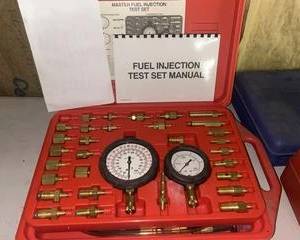 MASTER FUEL INJECTION
TEST SET
FUEL INJECTION
TEST SET MANUAL